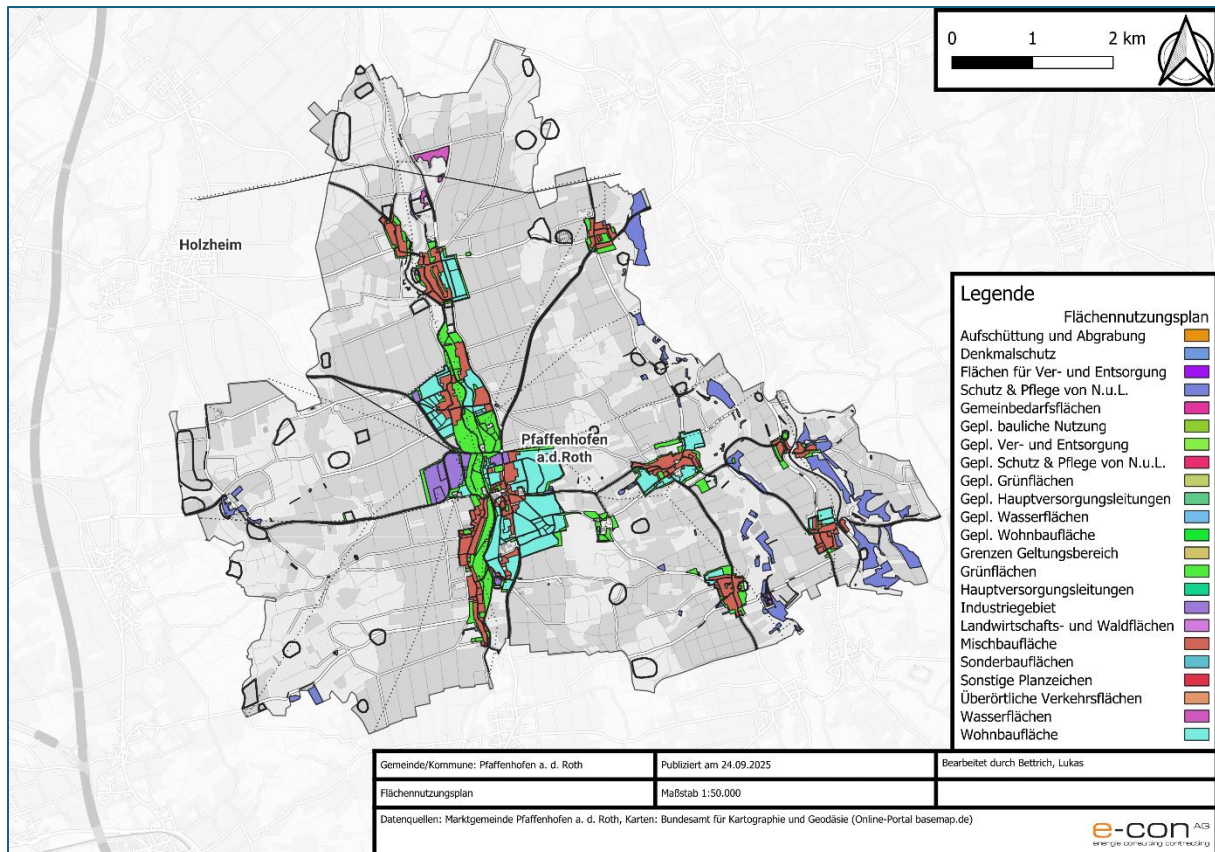 0 1 2 km
Holzheim
Pfaffenhofen
a.d.Roth
Legende
Flächennutzungsplan
Aufschüttung und Abgrabung
Denkmalschutz
Flächen für Ver- und Entsorgung
Schutz & Pflege von N.u.L.
Gemeinbedarfsflächen
Gepl. bauliche Nutzung
Gepl. Ver- und Entsorgung
Gepl. Schutz & Pflege von N.u.L.
Gepl. Grünflächen
Gepl. Hauptversorgungsleitungen
Gepl. Wasserflächen
Gepl. Wohnbaufläche
Grenzen Geltungsbereich
Grünflächen
Hauptversorgungsleitungen
Industriegebiet
Landwirtschafts- und Waldflächen
Mischbaufläche
Sonderbauflächen
Sonstige Planzeichen
Überörtliche Verkehrsflächen
Wasserflächen
Wohnbaufläche
Gemeinde/Kommune: Pfaffenhofen a. d. Roth Publiziert am 24.09.2025 Bearbeitet durch Bettrich, Lukas
Flächennutzungsplan Maßstab 1:50.000
Datenquellen: Marktgemeinde Pfaffenhofen a. d. Roth, Karten: Bundesamt für Kartographie und Geodäsie (Online-Portal basemap.de)
e-con AG
energie consulting contracting